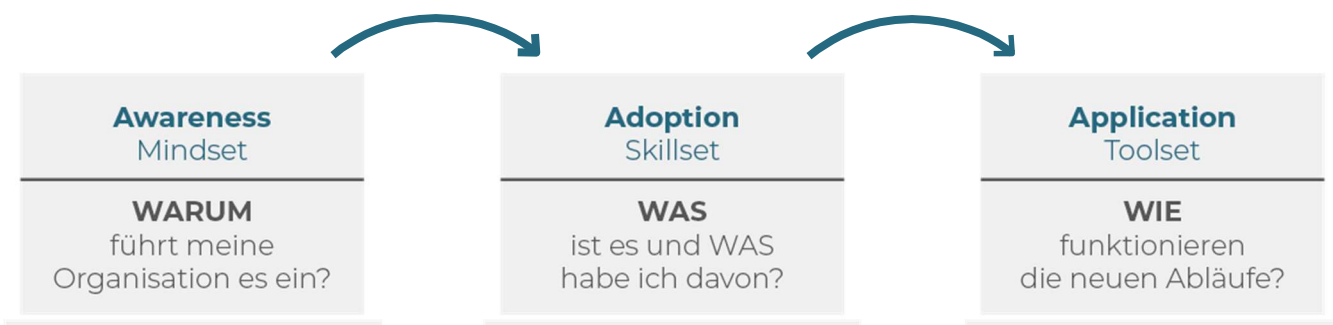 Awareness
Mindset
WARUM
führt meine
Organisation es ein?
Adoption
Skillset
WAS
ist es und WAS
habe ich davon?
Application
Toolset
WIE
funktionieren
die neuen Abläufe?